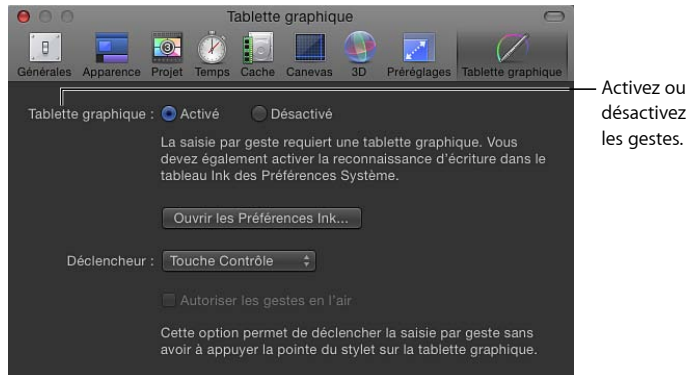 Tablette graphique
Générales Apparence Projet Temps Cache Canevas 3D Préréglages Tablette graphique
Activez ou
désactivez
les gestes.
Tablette graphique : Activé Désactivé
La saisie par geste requiert une tablette graphique. Vous
devez également activer la reconnaissance d'écriture dans le
tableau Ink des Préférences Système.
Ouvrir les Préférences Ink...
Déclencheur : Touche Contrôle
Autoriser les gestes en l'air
Cette option permet de déclencher la saisie par geste sans
avoir à appuyer la pointe du stylet sur la tablette graphique.